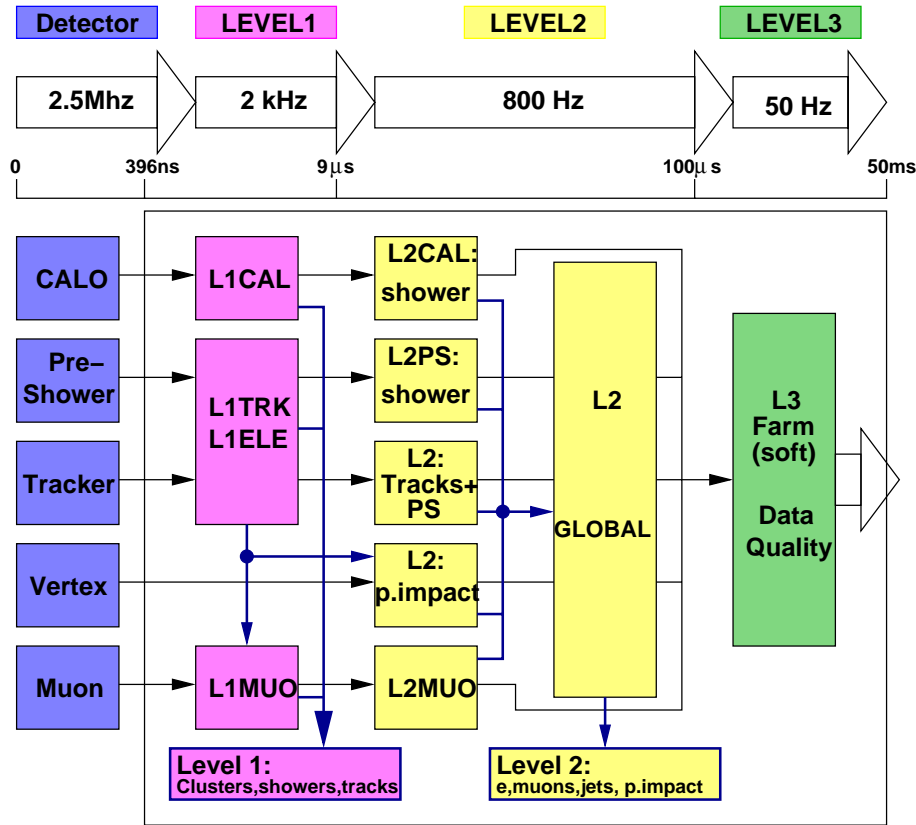 Detector
LEVEL1
LEVEL2
LEVEL3
2.5Mhz
2 kHz
800 Hz
50 Hz
0
396ns
9μs
100μs
50ms
CALO
L1CAL
L2CAL:
shower
Pre–
Shower
L1TRK
L1ELE
L2PS:
shower
L2
GLOBAL
L3
Farm
(soft)
Data
Quality
Tracker
L2:
Tracks+
PS
Vertex
L2:
p.impact
Muon
L1MUO
L2MUO
Level 1:
Clusters,showers,tracks
Level 2:
e,muons,jets, p.impact